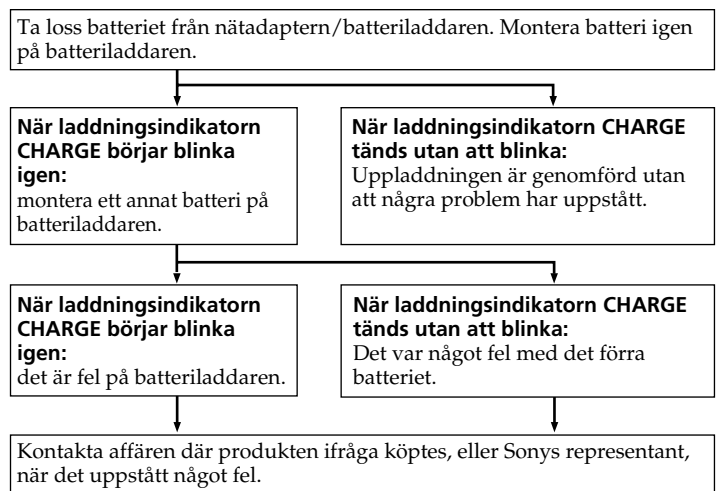 Ta loss batteriet från nätadaptern/batteriladdaren. Montera batteri igen
på batteriladdaren.
När laddningsindikatorn
CHARGE börjar blinka
igen:
montera ett annat batteri på
batteriladdaren.
När laddningsindikatorn CHARGE
tänds utan att blinka:
Uppladdningen är genomförd utan
att några problem har uppstått.
När laddningsindikatorn
CHARGE börjar blinka
igen:
det är fel på batteriladdaren.
När laddningsindikatorn CHARGE
tänds utan att blinka:
Det var något fel med det förra
batteriet.
Kontakta affären där produkten ifråga köptes, eller Sonys representant,
när det uppstått något fel.